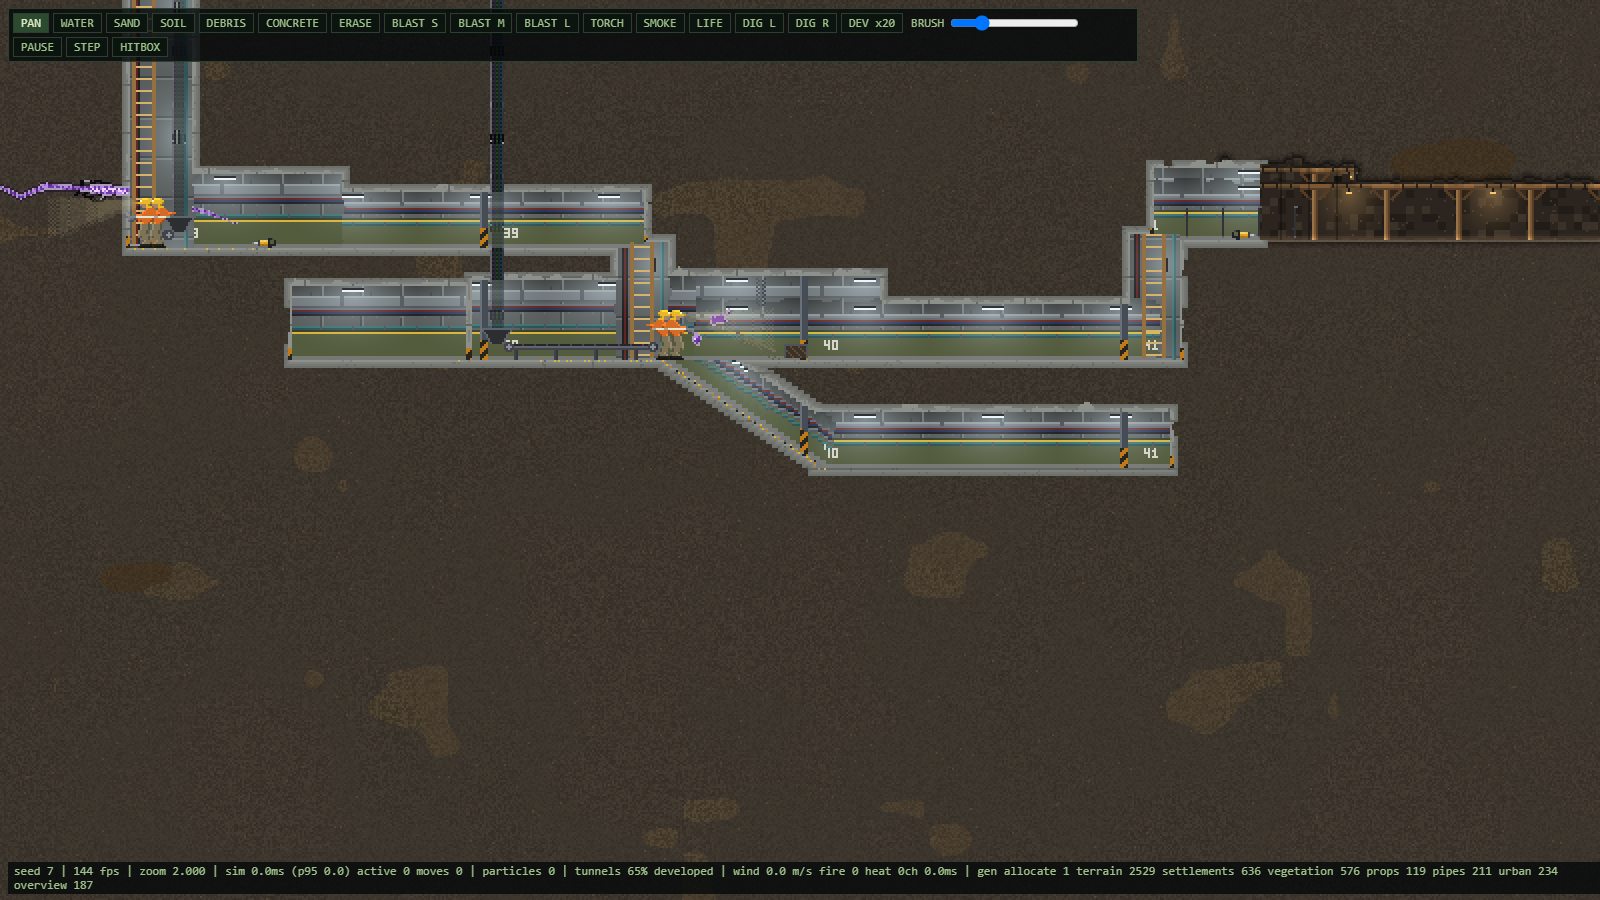 PAN WATER SAND SOIL DEBRIS CONCRETE ERASE BLAST S BLAST M BLAST L TORCH SMOKE LIFE DIG L DIG R DEV x20 BRUSH
PAUSE STEP HITBOX
39
40
41
41
seed 7 | 144 fps | zoom 2.000 | sim 0.0ms (p95 0.0) active 0 moves 0 | particles 0 | tunnels 65% developed | wind 0.0 m/s fire 0 heat 0ch 0.0ms | gen allocate 1 terrain 2529 settlements 636 vegetation 576 props 119 pipes 211 urban 234
overview 187